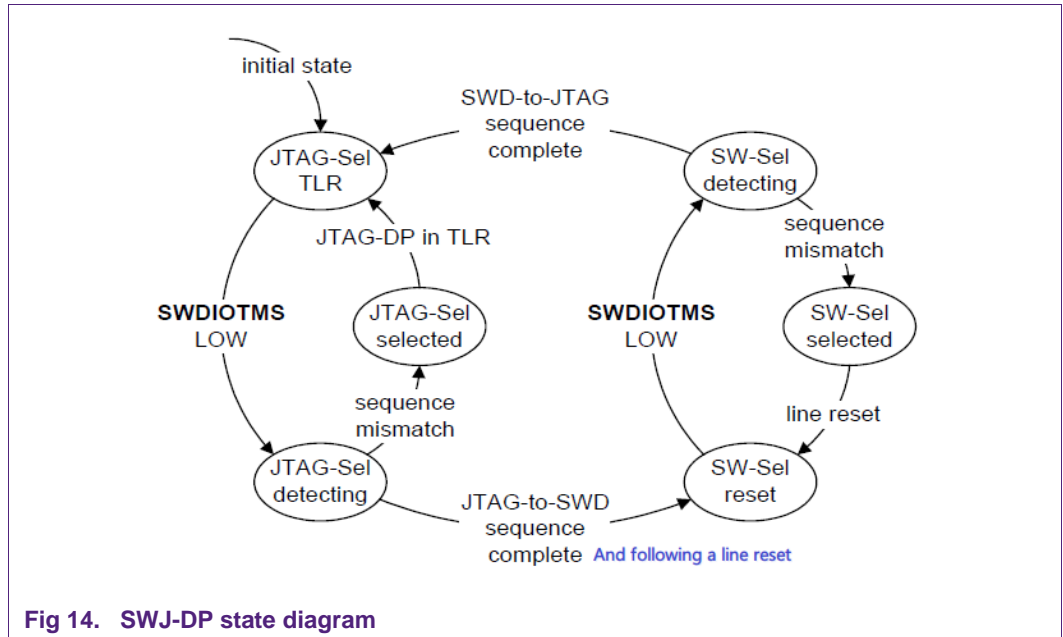 initial state
SWD-to-JTAG
sequence
complete
JTAG-Sel
TLR
SW-Sel
detecting
JTAG-DP in TLR
sequence
mismatch
SWDIOTMS
LOW
JTAG-Sel
selected
SWDIOTMS
LOW
SW-Sel
selected
sequence
mismatch
line reset
JTAG-Sel
detecting
SW-Sel
reset
JTAG-to-SWD
sequence
complete And following a line reset
Fig 14. SWJ-DP state diagram